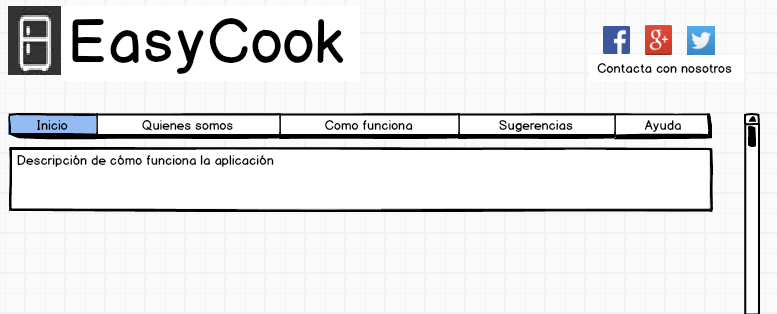 EasyCook
Contacta con nosotros
Inicio
Quienes somos
Como funciona
Sugerencias
Ayuda
Descripción de cómo funciona la aplicación